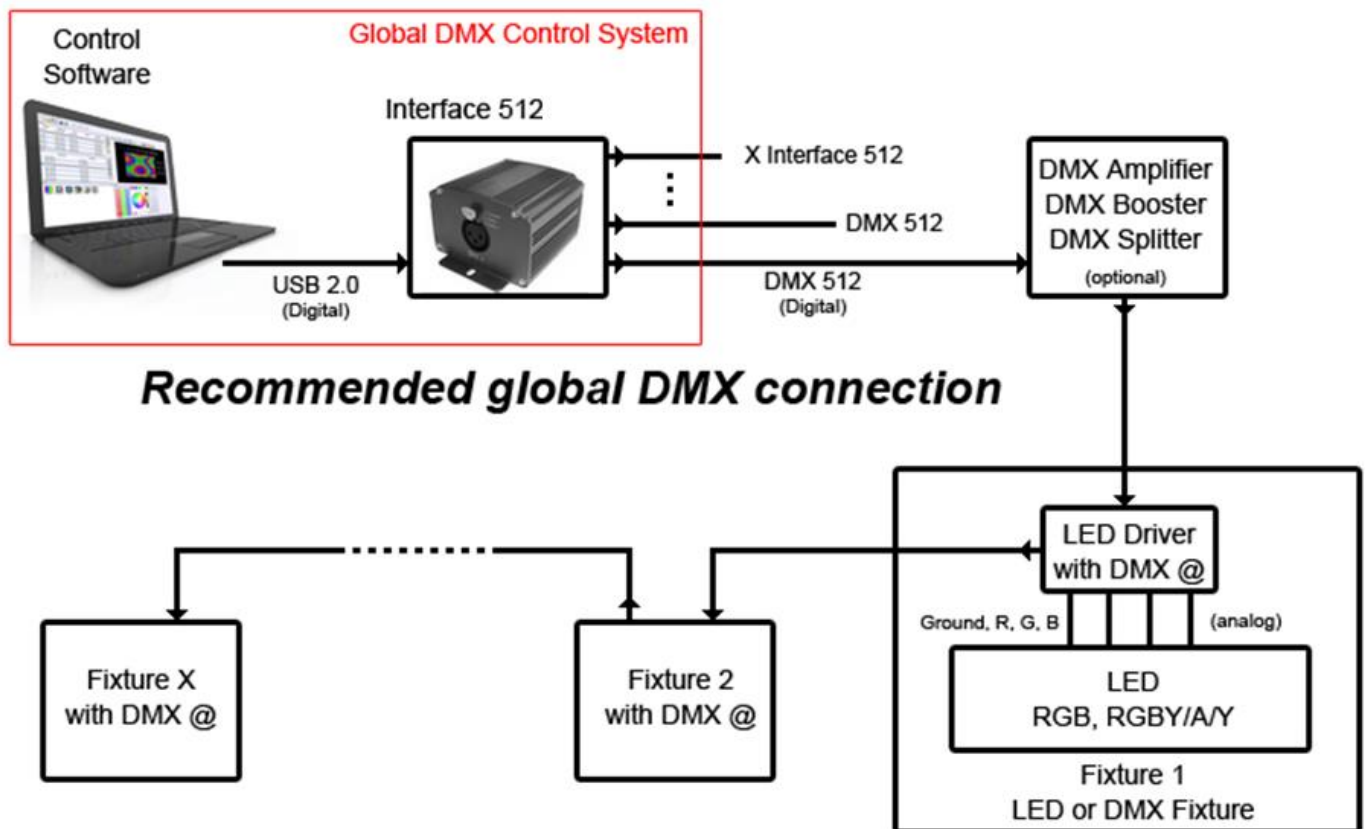 Global DMX Control System
Control
Software
Interface 512
X Interface 512
DMX 512
USB 2.0
(Digital)
DMX 512
(Digital)
DMX Amplifier
DMX Booster
DMX Splitter
(optional)
Recommended global DMX connection
LED Driver
with DMX @
Ground, R, G, B
(analog)
LED
RGB, RGBY/A/Y
Fixture 1
LED or DMX Fixture
Fixture 2
with DMX @
Fixture X
with DMX @